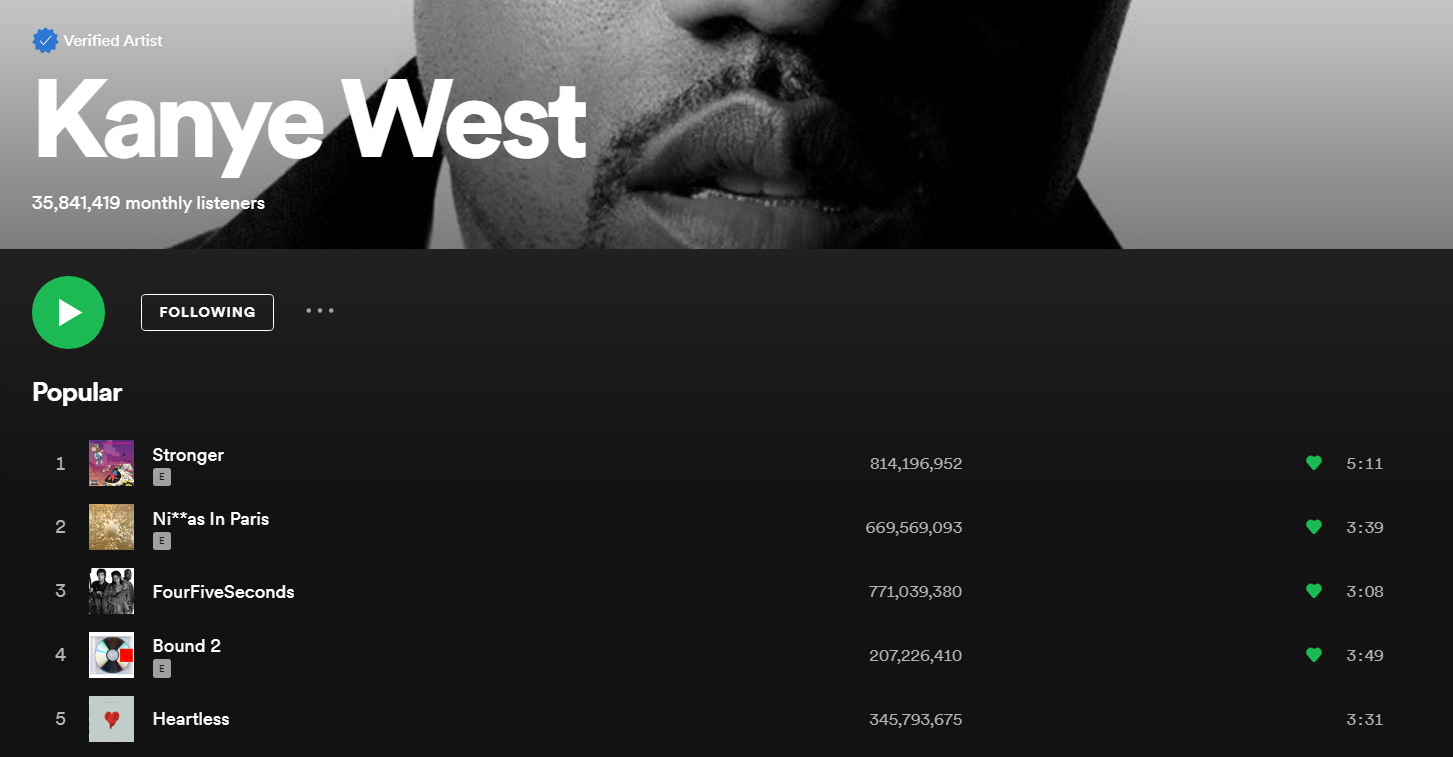 Verified Artist
Kanye West
35,841,419 monthly listeners
FOLLOWING
Popular
1 Stronger 814,196,952 5:11
E
2 Ni**as In Paris 669,569,093 3:39
E
3 FourFiveSeconds 771,039,380 3:08
4 Bound 2 207,226,410 3:49
E
5 Heartless 345,793,675 3:31